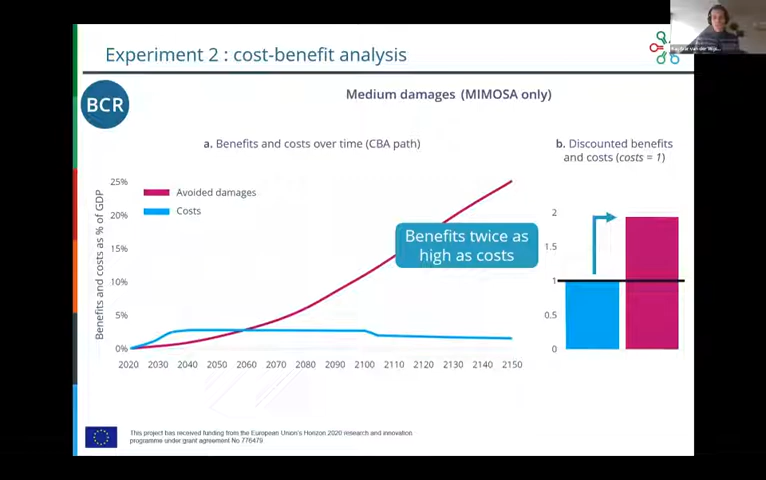 Experiment 2 : cost-benefit analysis
BCR
Medium damages (MIMOSA only)
a. Benefits and costs over time (CBA path)
b. Discounted benefits
and costs (costs = 1)
Benefits and costs as % of GDP
25%
20%
15%
10%
5%
0%
Avoided damages
Costs
Benefits twice as
high as costs
2020 2030 2040 2050 2060 2070 2080 2090 2100 2110 2120 2130 2140 2150
2
1.5
1
0.5
0
This project has received funding from the European Union's Horizon 2020 research and innovation
programme under grant agreement No 776479